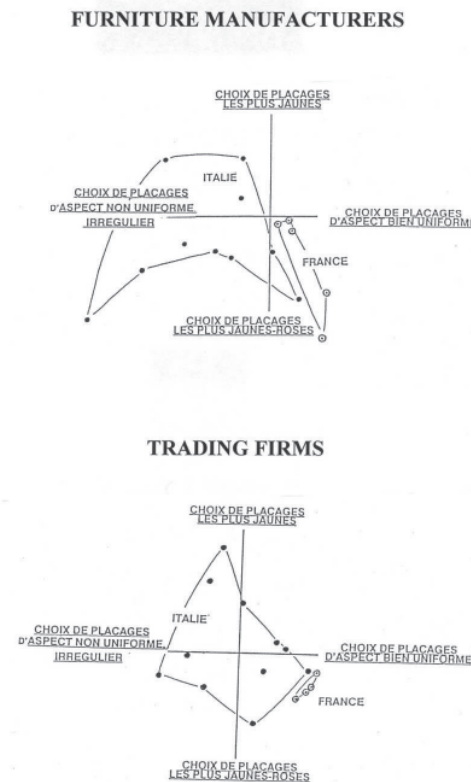 FURNITURE MANUFACTURERS
CHOIX DE PLACAGES
LES PLUS JAUNES
ITALIE
CHOIX DE PLACAGES
D'ASPECT NON UNIFORME,
IRREGULIER
CHOIX DE PLACAGES
D'ASPECT BIEN UNIFORME
FRANCE
CHOIX DE PLACAGES
LES PLUS JAUNES-ROSES
TRADING FIRMS
CHOIX DE PLACAGES
LES PLUS JAUNES
ITALIE
CHOIX DE PLACAGES
D'ASPECT NON UNIFORME,
IRREGULIER
CHOIX DE PLACAGES
D'ASPECT BIEN UNIFORME
FRANCE
CHOIX DE PLACAGES
LES PLUS JAUNES-ROSES